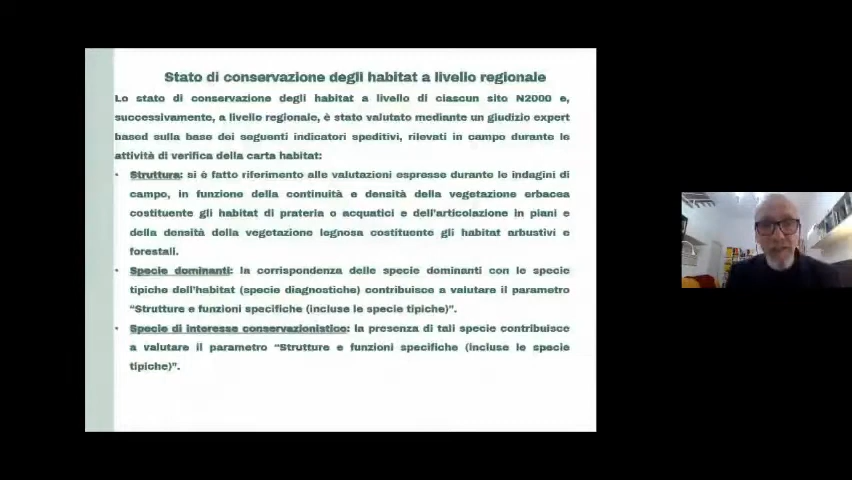 Stato di conservazione degli habitat a livello regionale
Lo stato di conservazione degli habitat a livello di ciascun sito N2000 e,
successivamente, a livello regionale, è stato valutato mediante un giudizio expert
based sulla base dei seguenti indicatori speditivi, rilevati in campo durante le
attività di verifica della carta habitat:
• Struttura: si è fatto riferimento alle valutazioni espresse durante le indagini di
campo, in funzione della continuità e densità della vegetazione erbacea
costituente gli habitat di prateria o acquatici e dell'articolazione in piani e
della densità della vegetazione legnosa costituente gli habitat arbustivi e
forestali.
• Specie dominanti: la corrispondenza delle specie dominanti con le specie
tipiche dell'habitat (specie diagnostiche) contribuisce a valutare il parametro
"Strutture e funzioni specifiche (incluse le specie tipiche)".
• Specie di interesse conservazionistico: la presenza di tali specie contribuisce
a valutare il parametro "Strutture e funzioni specifiche (incluse le specie
tipiche)".